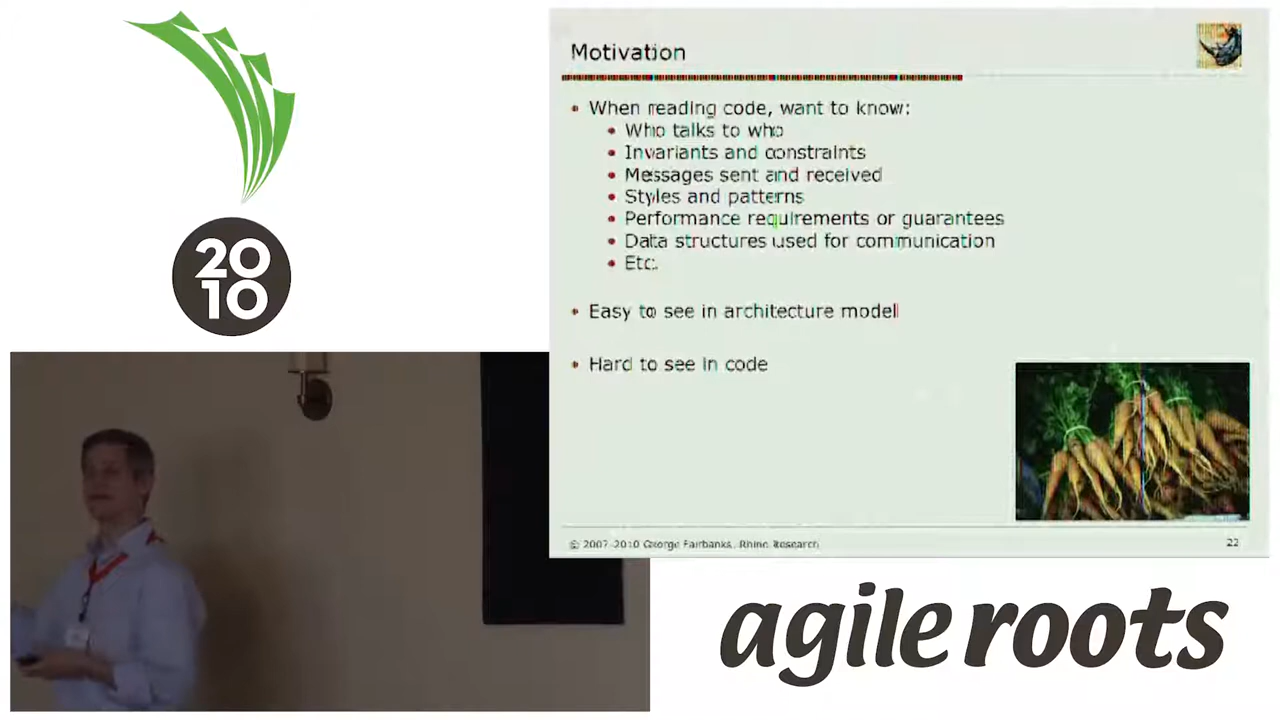 20
10
Motivation
When reading code, want to know:
Who talks to who
Invariants and constraints
Messages sent and received
Styles and patterns
Performance requirements or guarantees
Data structures used for communication
Etc.
Easy to see in architecture model
Hard to see in code
© 2007-2010 George Fairbanks, Rhino Research
22
agile roots